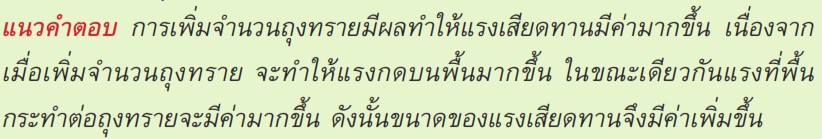 แนวคำตอบ การเพิ่มจำนวนถุงทรายมีผลทำให้แรงเสียดทานมีค่ามากขึ้น เนื่องจาก
เมื่อเพิ่มจำนวนถุงทราย จะทำให้แรงกดบนพื้นมากขึ้น ในขณะเดียวกันแรงที่พื้น
กระทำต่อถุงทรายจะมีค่ามากขึ้น ดังนั้นขนาดของแรงเสียดทานจึงมีค่าเพิ่มขึ้น